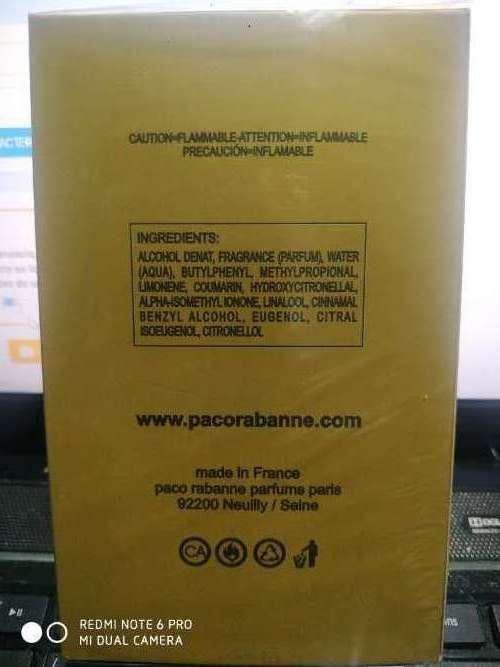 CAUTION=FLAMMABLE-ATTENTION=INFLAMMABLE
PRECAUCIÓN=INFLAMABLE
INGREDIENTS:
ALCOHOL DENAT, FRAGRANCE (PARFUM), WATER
(AQUA), BUTYLPHENYL, METHYLPROPIONAL,
LIMONENE, COUMARIN, HYDROXYCITRONELLAL,
ALPHA-ISOMETHYL IONONE, LINALOOL, CINNAMAL
BENZYL ALCOHOL, EUGENOL, CITRAL
ISOEUGENOL, CITRONELLOL.
www.pacorabanne.com
made in France
paco rabanne parfums paris
92200 Neuilly / Seine
CA
REDMI NOTE 6 PRO
MI DUAL CAMERA